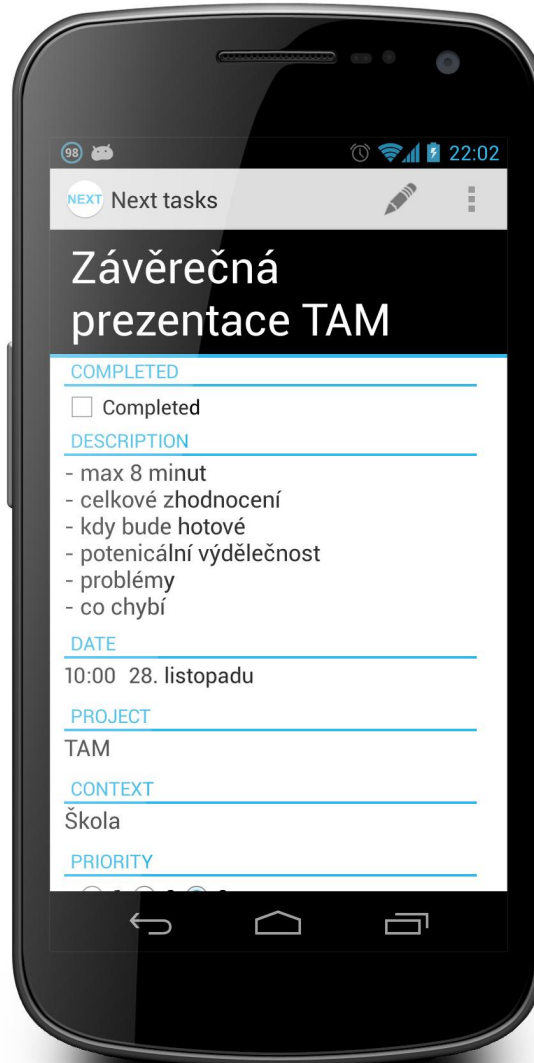 98
22:02
NEXT Next tasks
Závěrečná
prezentace TAM
COMPLETED
Completed
DESCRIPTION
- max 8 minut
- celkové zhodnocení
- kdy bude hotové
- potenicální výdělečnost
- problémy
- co chybí
DATE
10:00 28. listopadu
PROJECT
TAM
CONTEXT
Škola
PRIORITY